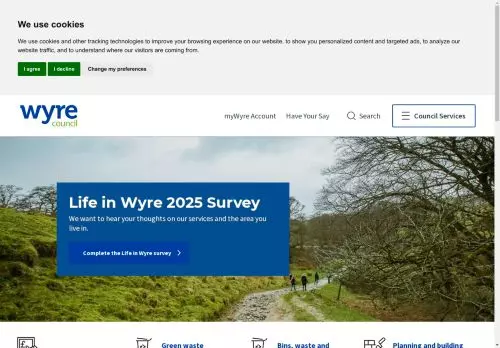 We use cookies
We use cookies and other tracking technologies to improve your browsing experience on our website, to show you personalized content and targeted ads, to analyze our
website traffic, and to understand where our visitors are coming from.
I agree
I decline
Change my preferences
wyre
council
myWyre Account
Have Your Say
Search
Council Services
Life in Wyre 2025 Survey
We want to hear your thoughts on our services and the area you
live in.
Complete the Life in Wyre survey
Green waste
Bins, waste and
Planning and building